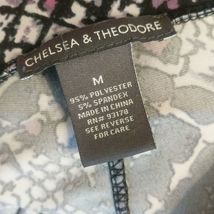 CHELSEA & THEODORE
M
95% POLYESTER
5% SPANDEX
MADE IN CHINA
RN# 93178
SEE REVERSE
FOR CARE